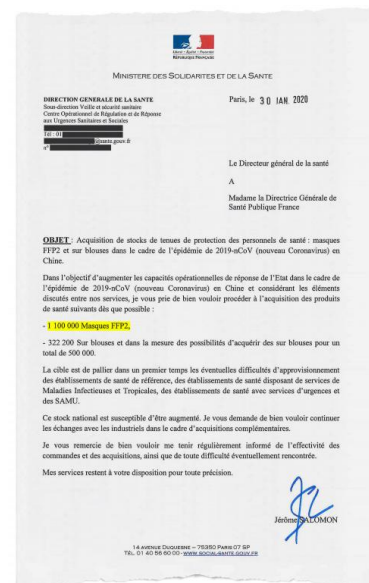 Liberté • Égalité • Fraternité
RÉPUBLIQUE FRANÇAISE
MINISTERE DES SOLIDARITES ET DE LA SANTE
DIRECTION GENERALE DE LA SANTE
Sous-direction Veille et sécurité sanitaire
Centre Opérationnel de Régulation et de Réponse
aux Urgences Sanitaires et Sociales
Tél : 01
@sante.gouv.fr
n°
Paris, le 30 JAN. 2020
Le Directeur général de la santé
A
Madame la Directrice Générale de
Santé Publique France
OBJET : Acquisition de stocks de tenues de protection des personnels de santé : masques
FFP2 et sur blouses dans le cadre de l'épidémie de 2019-nCoV (nouveau Coronavirus) en
Chine.
Dans l'objectif d'augmenter les capacités opérationnelles de réponse de l'Etat dans le cadre de
l'épidémie de 2019-nCoV (nouveau Coronavirus) en Chine et considérant les éléments
discutés entre nos services, je vous prie de bien vouloir procéder à l'acquisition des produits
de santé suivants dès que possible :
- 1 100 000 Masques FFP2,
- 322 200 Sur blouses et dans la mesure des possibilités d'acquérir des sur blouses pour un
total de 500 000.
La cible est de pallier dans un premier temps les éventuelles difficultés d'approvisionnement
des établissements de santé de référence, des établissements de santé disposant de services de
Maladies Infectieuses et Tropicales, des établissements de santé avec services d'urgences et
des SAMU.
Ce stock national est susceptible d'être augmenté. Je vous demande de bien vouloir continuer
les échanges avec les industriels dans le cadre d'acquisitions complémentaires.
Je vous remercie de bien vouloir me tenir régulièrement informé de l'effectivité des
commandes et des acquisitions, ainsi que de toute difficulté éventuellement rencontrée.
Mes services restent à votre disposition pour toute précision.
Jérôme SALOMON
14 AVENUE DUQUESNE – 75350 PARIS 07 SP
TÉL. 01 40 56 60 00 - WWW.SOCIAL-SANTE.GOUV.FR